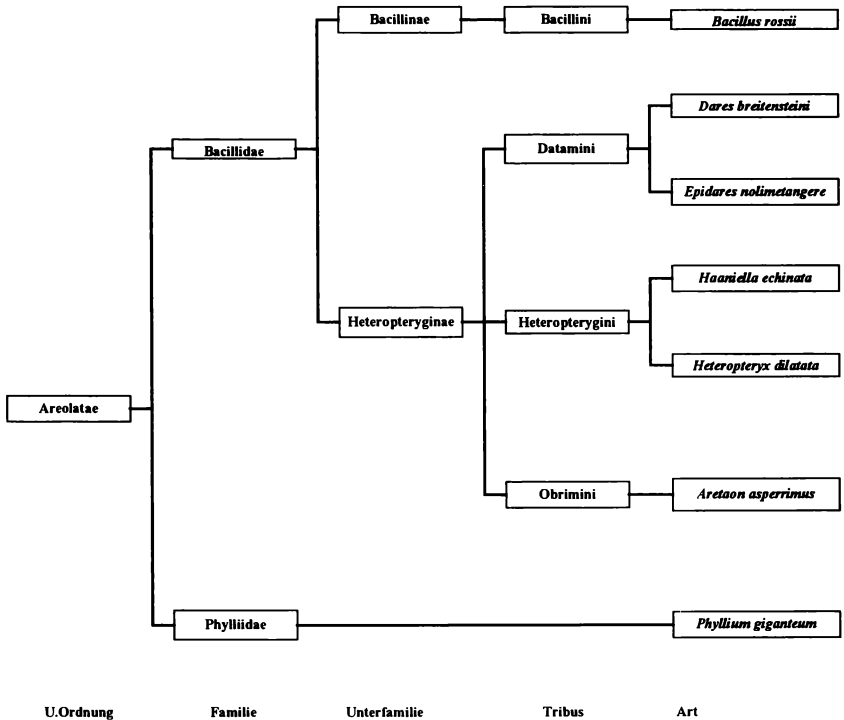 Bacillinae Bacillini Bacillus rossii
Dares breitensteini
Bacillidae Datamini
Epidares nolimetangere
Haaniella echinata
Heteropteryginae Heteropterygini
Heteropteryx dilatata
Areolatae
Obrimini Aretaon asperrimus
Phylliidae Phyllium giganteum
U.Ordnung Familie Unterfamilie Tribus Art